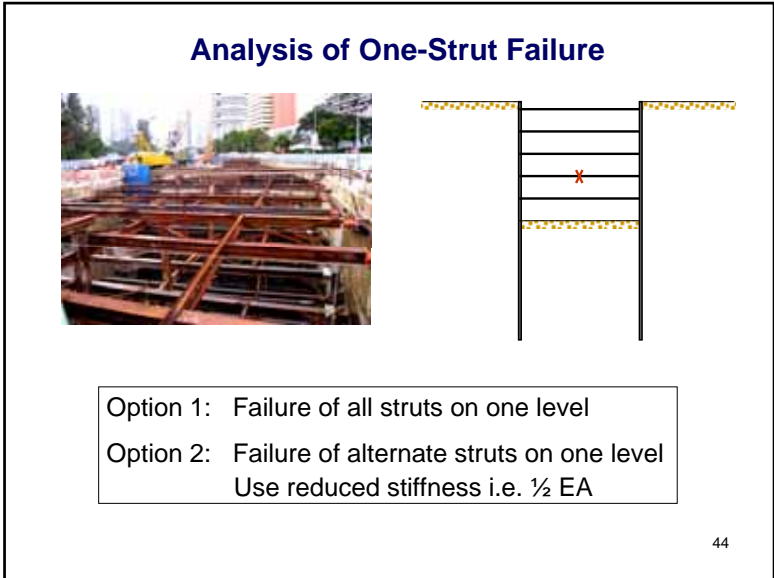 Analysis of One-Strut Failure
Option 1: Failure of all struts on one level
Option 2: Failure of alternate struts on one level
Use reduced stiffness i.e. ½ EA
44